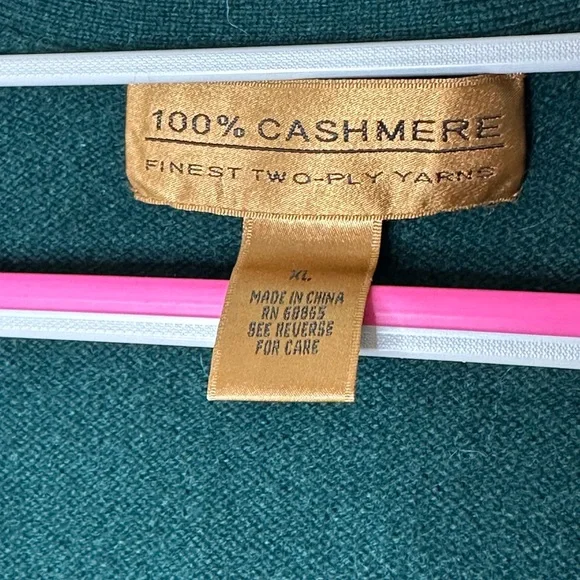 100% CASHMERE
FINEST TWO-PLY YARNS
XL
MADE IN CHINA
RN 68865
SEE REVERSE
FOR CARE